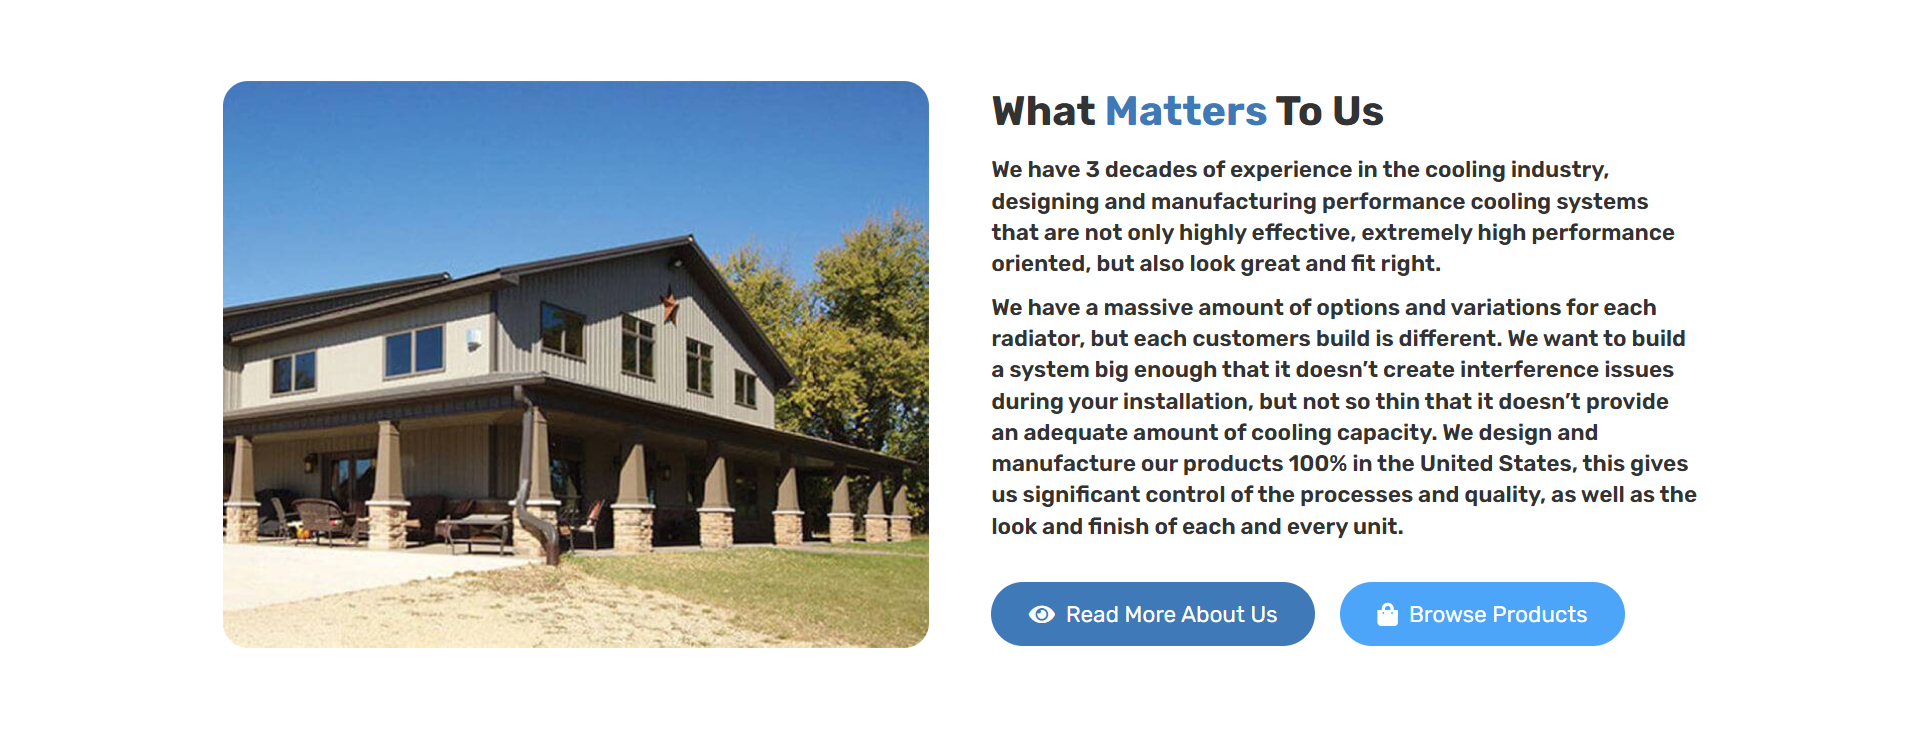 What Matters To Us
We have 3 decades of experience in the cooling industry,
designing and manufacturing performance cooling systems
that are not only highly effective, extremely high performance
oriented, but also look great and fit right.
We have a massive amount of options and variations for each
radiator, but each customers build is different. We want to build
a system big enough that it doesn’t create interference issues
during your installation, but not so thin that it doesn’t provide
an adequate amount of cooling capacity. We design and
manufacture our products 100% in the United States, this gives
us significant control of the processes and quality, as well as the
look and finish of each and every unit.
Read More About Us
Browse Products